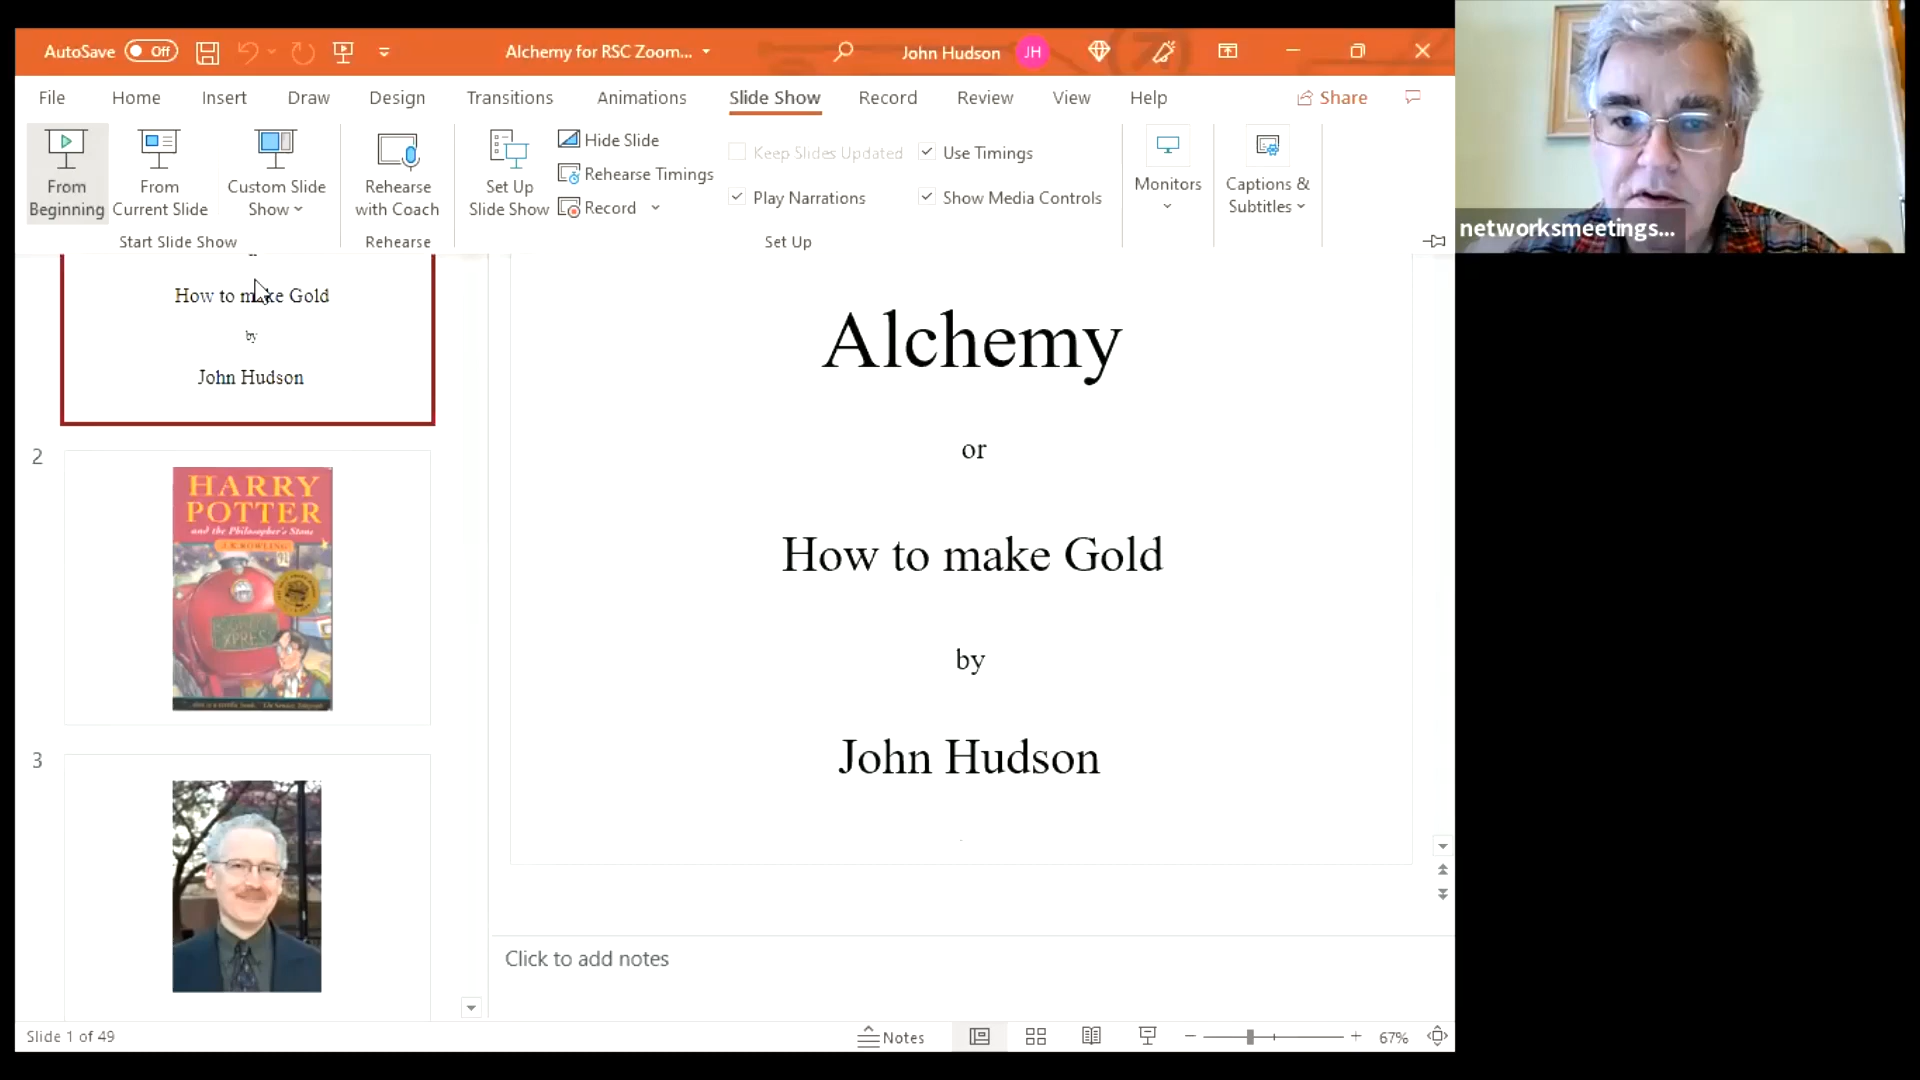 AutoSave Off
Alchemy for RSC Zoom...
John Hudson JH
File Home Insert Draw Design Transitions Animations Slide Show Record Review View Help Share
From Beginning
From Current Slide
Custom Slide Show
Start Slide Show
Rehearse with Coach
Rehearse
Set Up Slide Show
Hide Slide
Rehearse Timings
Record
Keep Slides Updated
Use Timings
Play Narrations
Show Media Controls
Set Up
Monitors
Captions & Subtitles
networksmeetings...
How to make Gold
by
John Hudson
2
HARRY
POTTER
and the Philosopher's Stone
J.K. ROWLING
3
Alchemy
or
How to make Gold
by
John Hudson
Click to add notes
Slide 1 of 49
Notes
67%